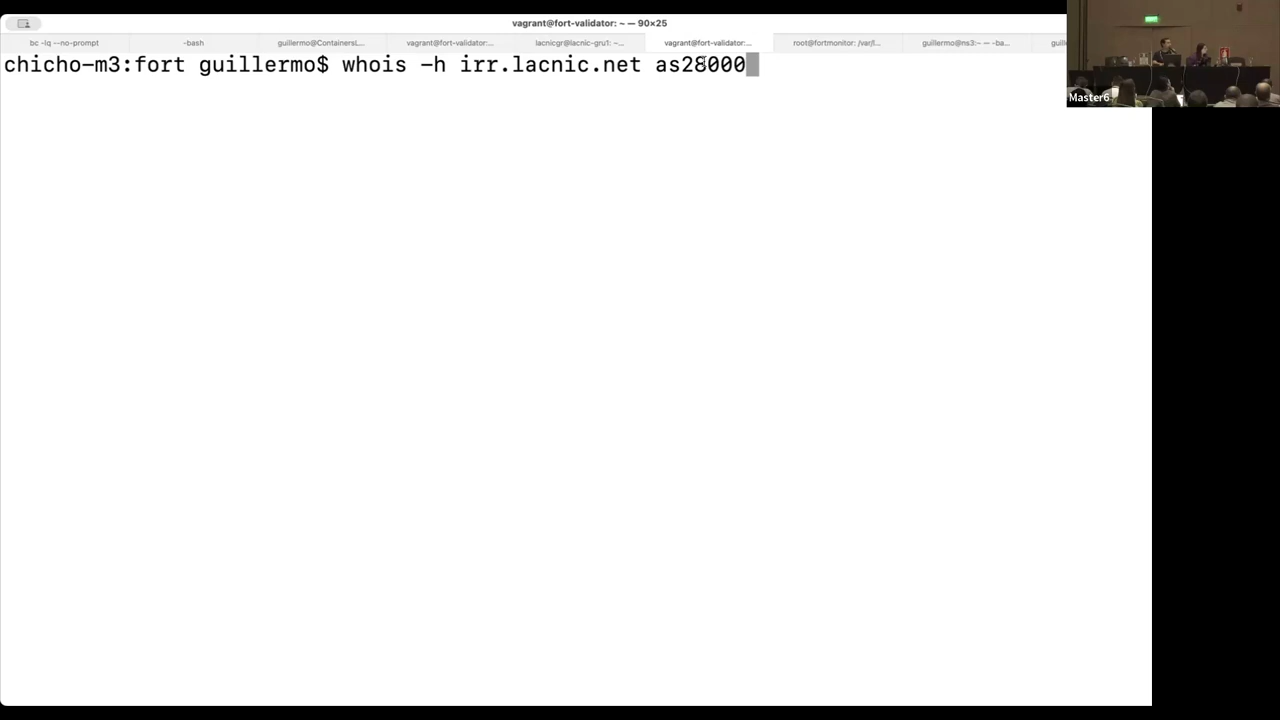 vagrant@fort-validator: ~ — 90×25
bc -lq --no-prompt
-bash
guillermo@ContainersL...
vagrant@fort-validator:...
lacnicgr@lacnic-gru1: ~...
vagrant@fort-validator:...
root@fortmonitor: /var/l...
guillermo@ns3:~ — -ba...
chicho-m3:fort guillermo$ whois -h irr.lacnic.net as28000
Master6